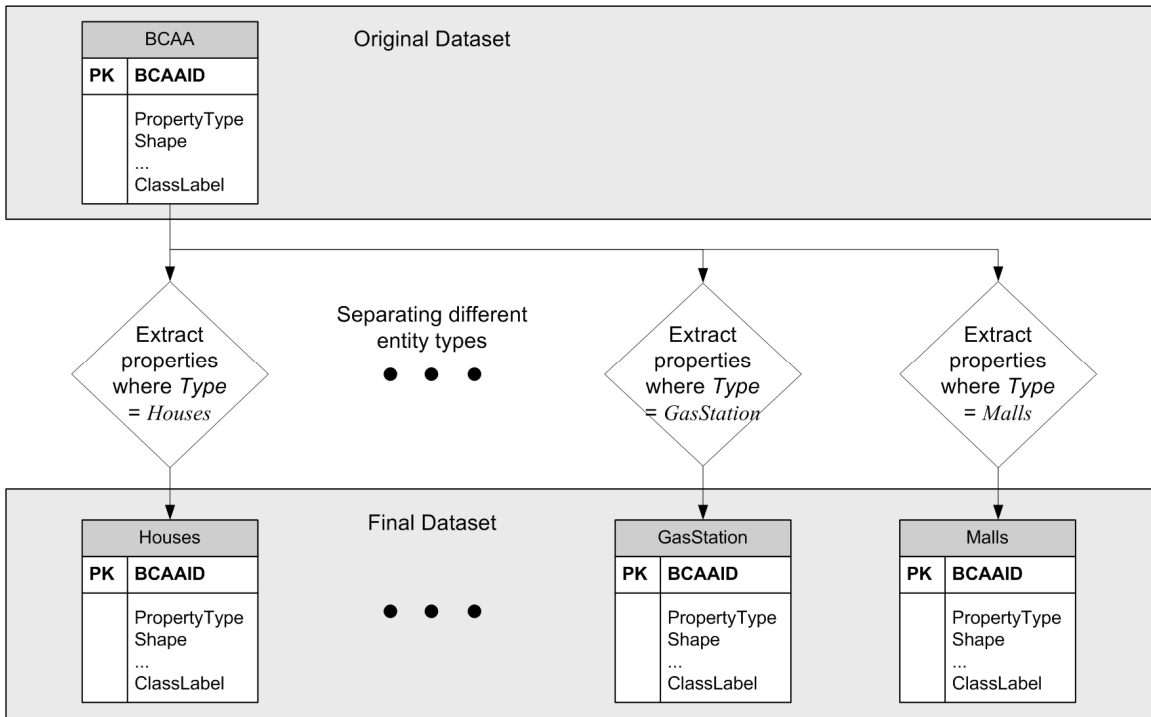 BCAA
Original Dataset
PK BCAAID
PropertyType
Shape
...
ClassLabel
Separating different
entity types
Extract
properties
where Type
= Houses
Extract
properties
where Type
= GasStation
Extract
properties
where Type
= Malls
Final Dataset
Houses
PK BCAAID
PropertyType
Shape
...
ClassLabel
GasStation
PK BCAAID
PropertyType
Shape
...
ClassLabel
Malls
PK BCAAID
PropertyType
Shape
...
ClassLabel